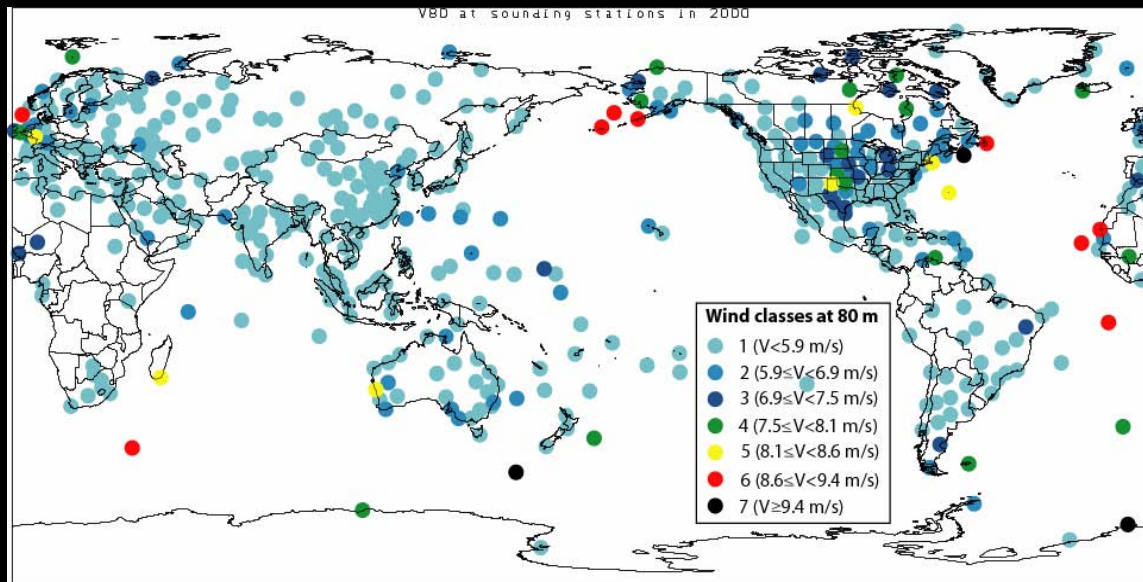 V80 at sounding stations in 2000
Wind classes at 80 m
1 (V<5.9 m/s)
2 (5.9≤V<6.9 m/s)
3 (6.9≤V<7.5 m/s)
4 (7.5≤V<8.1 m/s)
5 (8.1≤V<8.6 m/s)
6 (8.6≤V<9.4 m/s)
7 (V≥9.4 m/s)